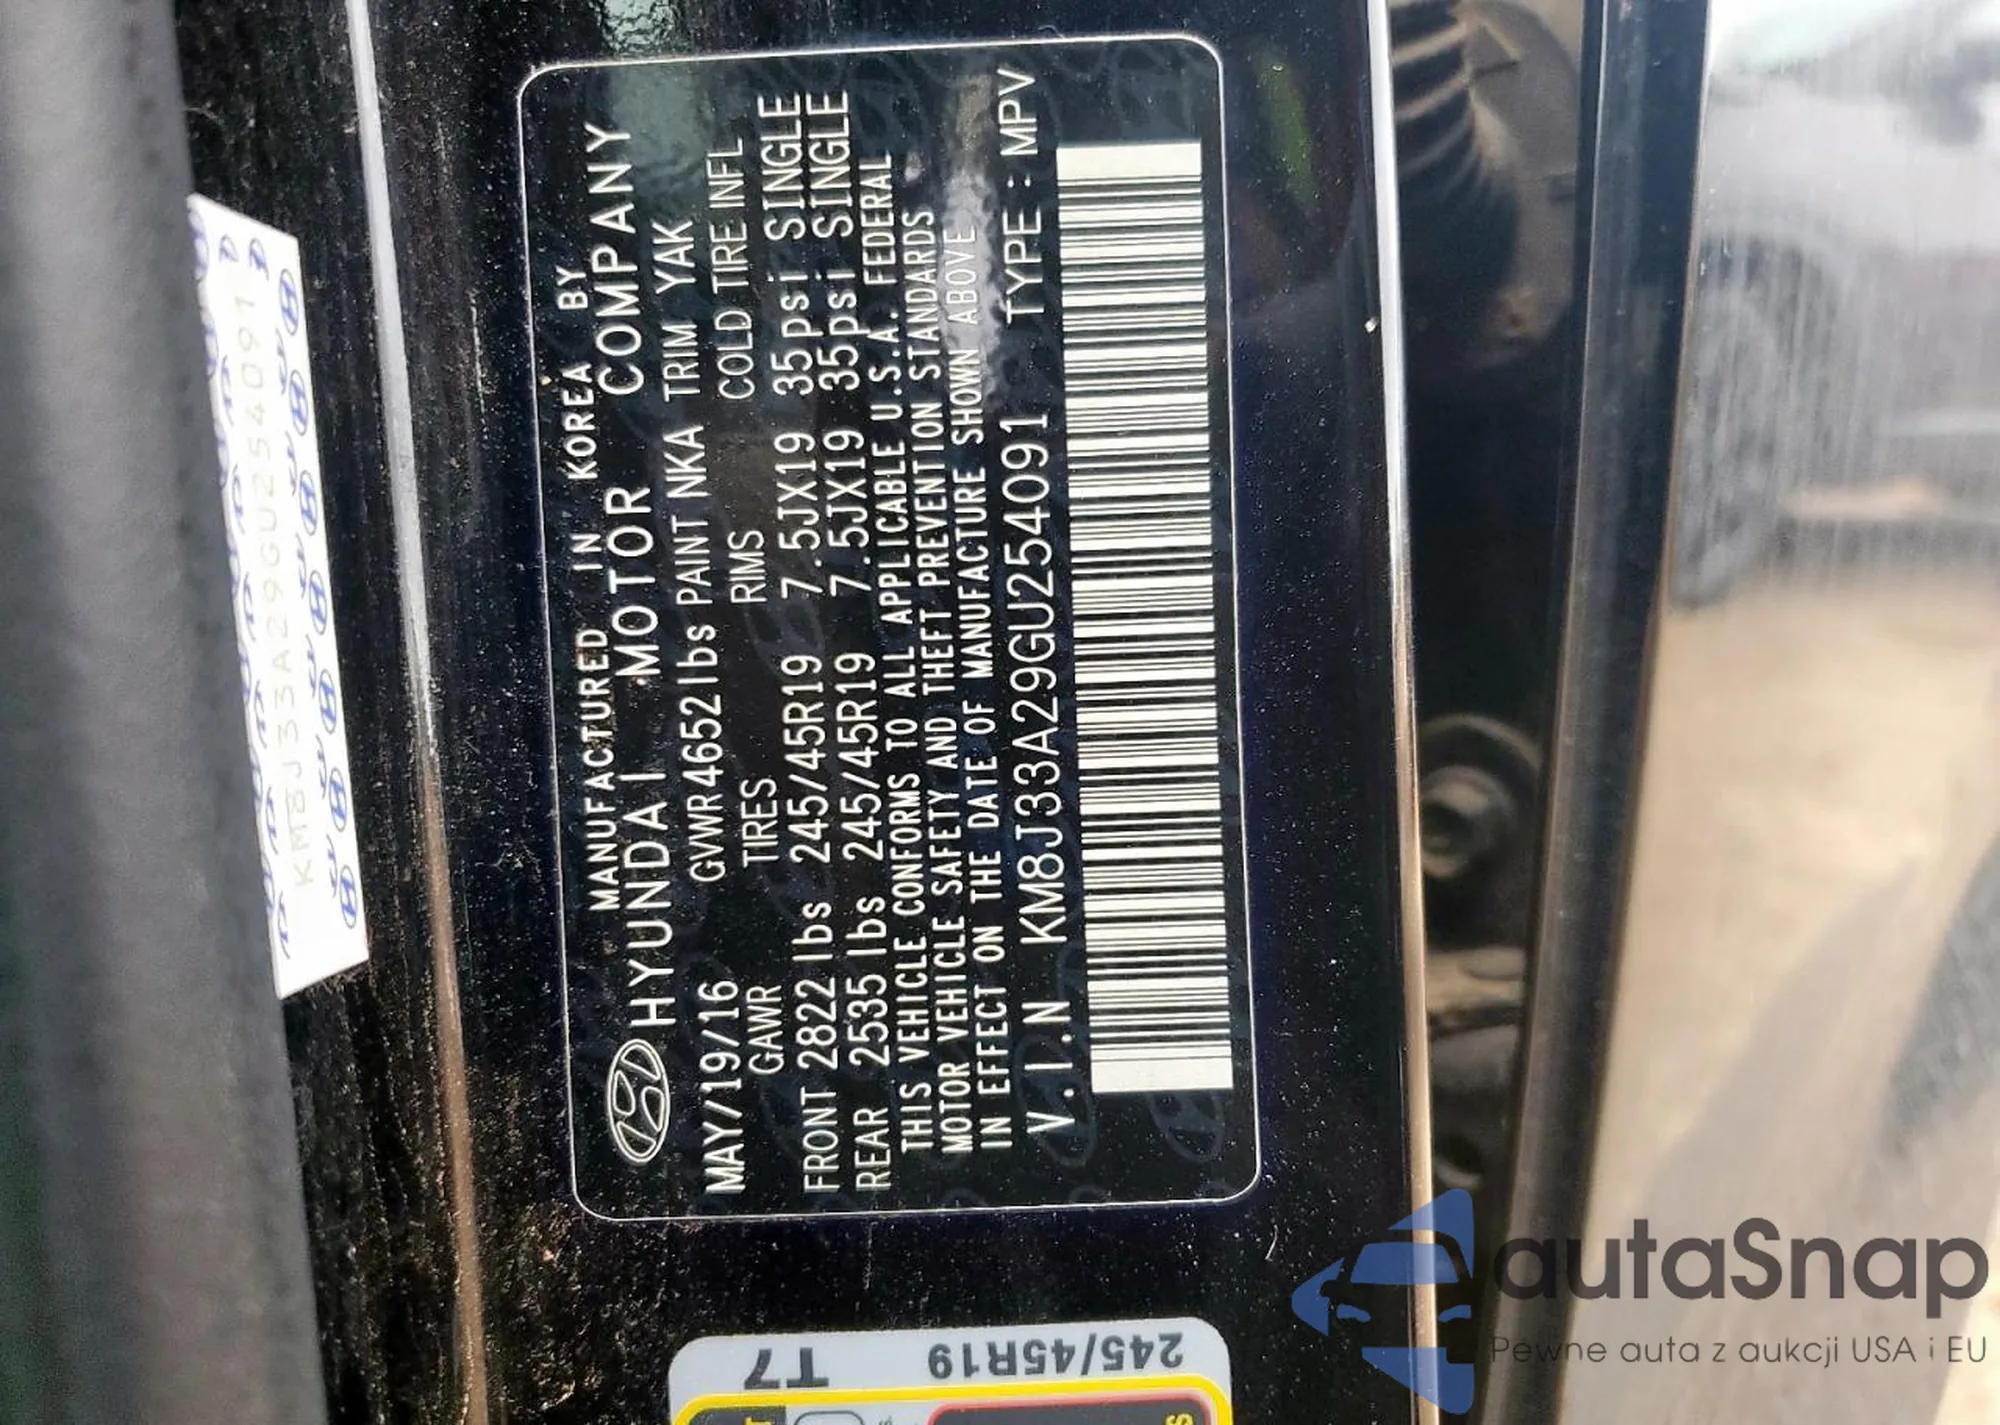 MANUFACTURED IN KOREA BY
HYUNDAI MOTOR COMPANY
MAY/19/16 GVWR4652lbs PAINT NKA TRIM YAK
GAWR TIRES RIMS COLD TIRE INFL
FRONT 2822 lbs 245/45R19 7.5JX19 35psi SINGLE
REAR 2535 lbs 245/45R19 7.5JX19 35psi SINGLE
THIS VEHICLE CONFORMS TO ALL APPLICABLE U.S.A. FEDERAL
MOTOR VEHICLE SAFETY AND THEFT PREVENTION STANDARDS
IN EFFECT ON THE DATE OF MANUFACTURE SHOWN ABOVE.
V.I.N KM8J33A29GU254091 TYPE : MPV
KM8J33A29GU254091
T7
245/45R19
autaSnap
Pewne auta z aukcji USA i EU